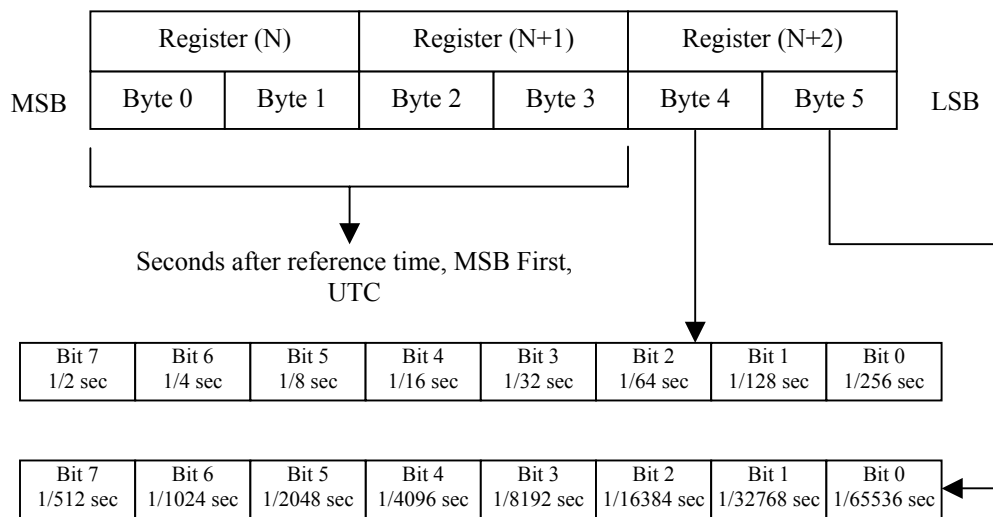 Register (N) Register (N+1) Register (N+2)
MSB Byte 0 Byte 1 Byte 2 Byte 3 Byte 4 Byte 5 LSB
Seconds after reference time, MSB First,
UTC
Bit 7 Bit 6 Bit 5 Bit 4 Bit 3 Bit 2 Bit 1 Bit 0
1/2 sec 1/4 sec 1/8 sec 1/16 sec 1/32 sec 1/64 sec 1/128 sec 1/256 sec
Bit 7 Bit 6 Bit 5 Bit 4 Bit 3 Bit 2 Bit 1 Bit 0
1/512 sec 1/1024 sec 1/2048 sec 1/4096 sec 1/8192 sec 1/16384 sec 1/32768 sec 1/65536 sec